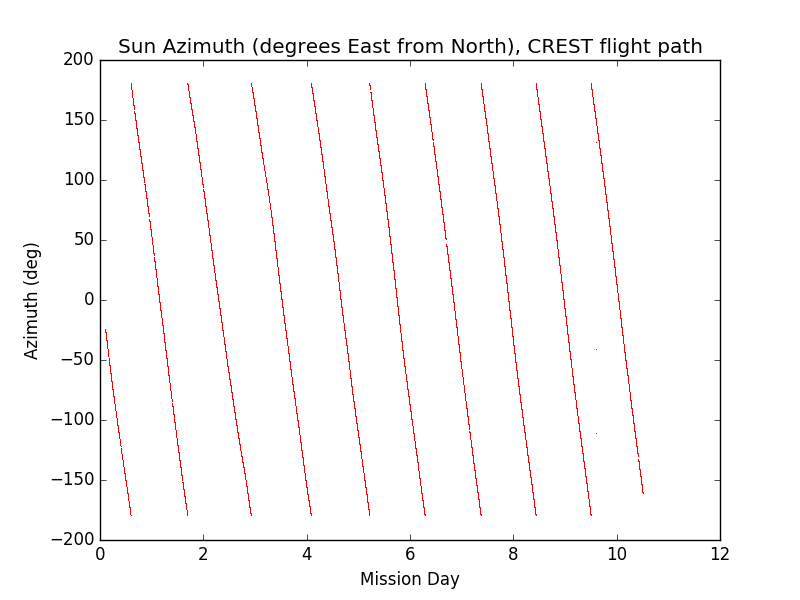 Sun Azimuth (degrees East from North), CREST flight path
200
150
100
50
0
−50
−100
−150
−200
Azimuth (deg)
0 2 4 6 8 10 12
Mission Day